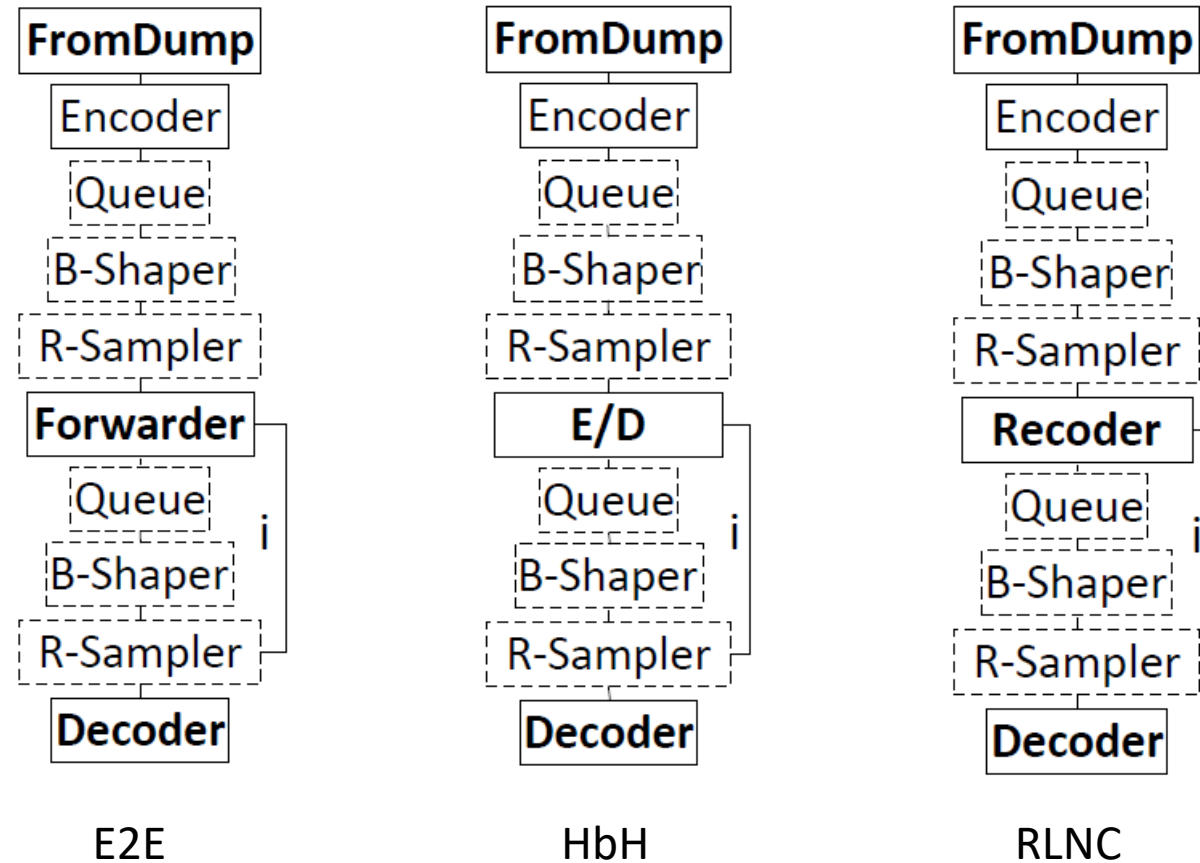 FromDump
Encoder
Queue
B-Shaper
R-Sampler
Forwarder
Queue
i
B-Shaper
R-Sampler
Decoder
E2E
FromDump
Encoder
Queue
B-Shaper
R-Sampler
E/D
Queue
i
B-Shaper
R-Sampler
Decoder
HbH
FromDump
Encoder
Queue
B-Shaper
R-Sampler
Recoder
Queue
i
B-Shaper
R-Sampler
Decoder
RLNC